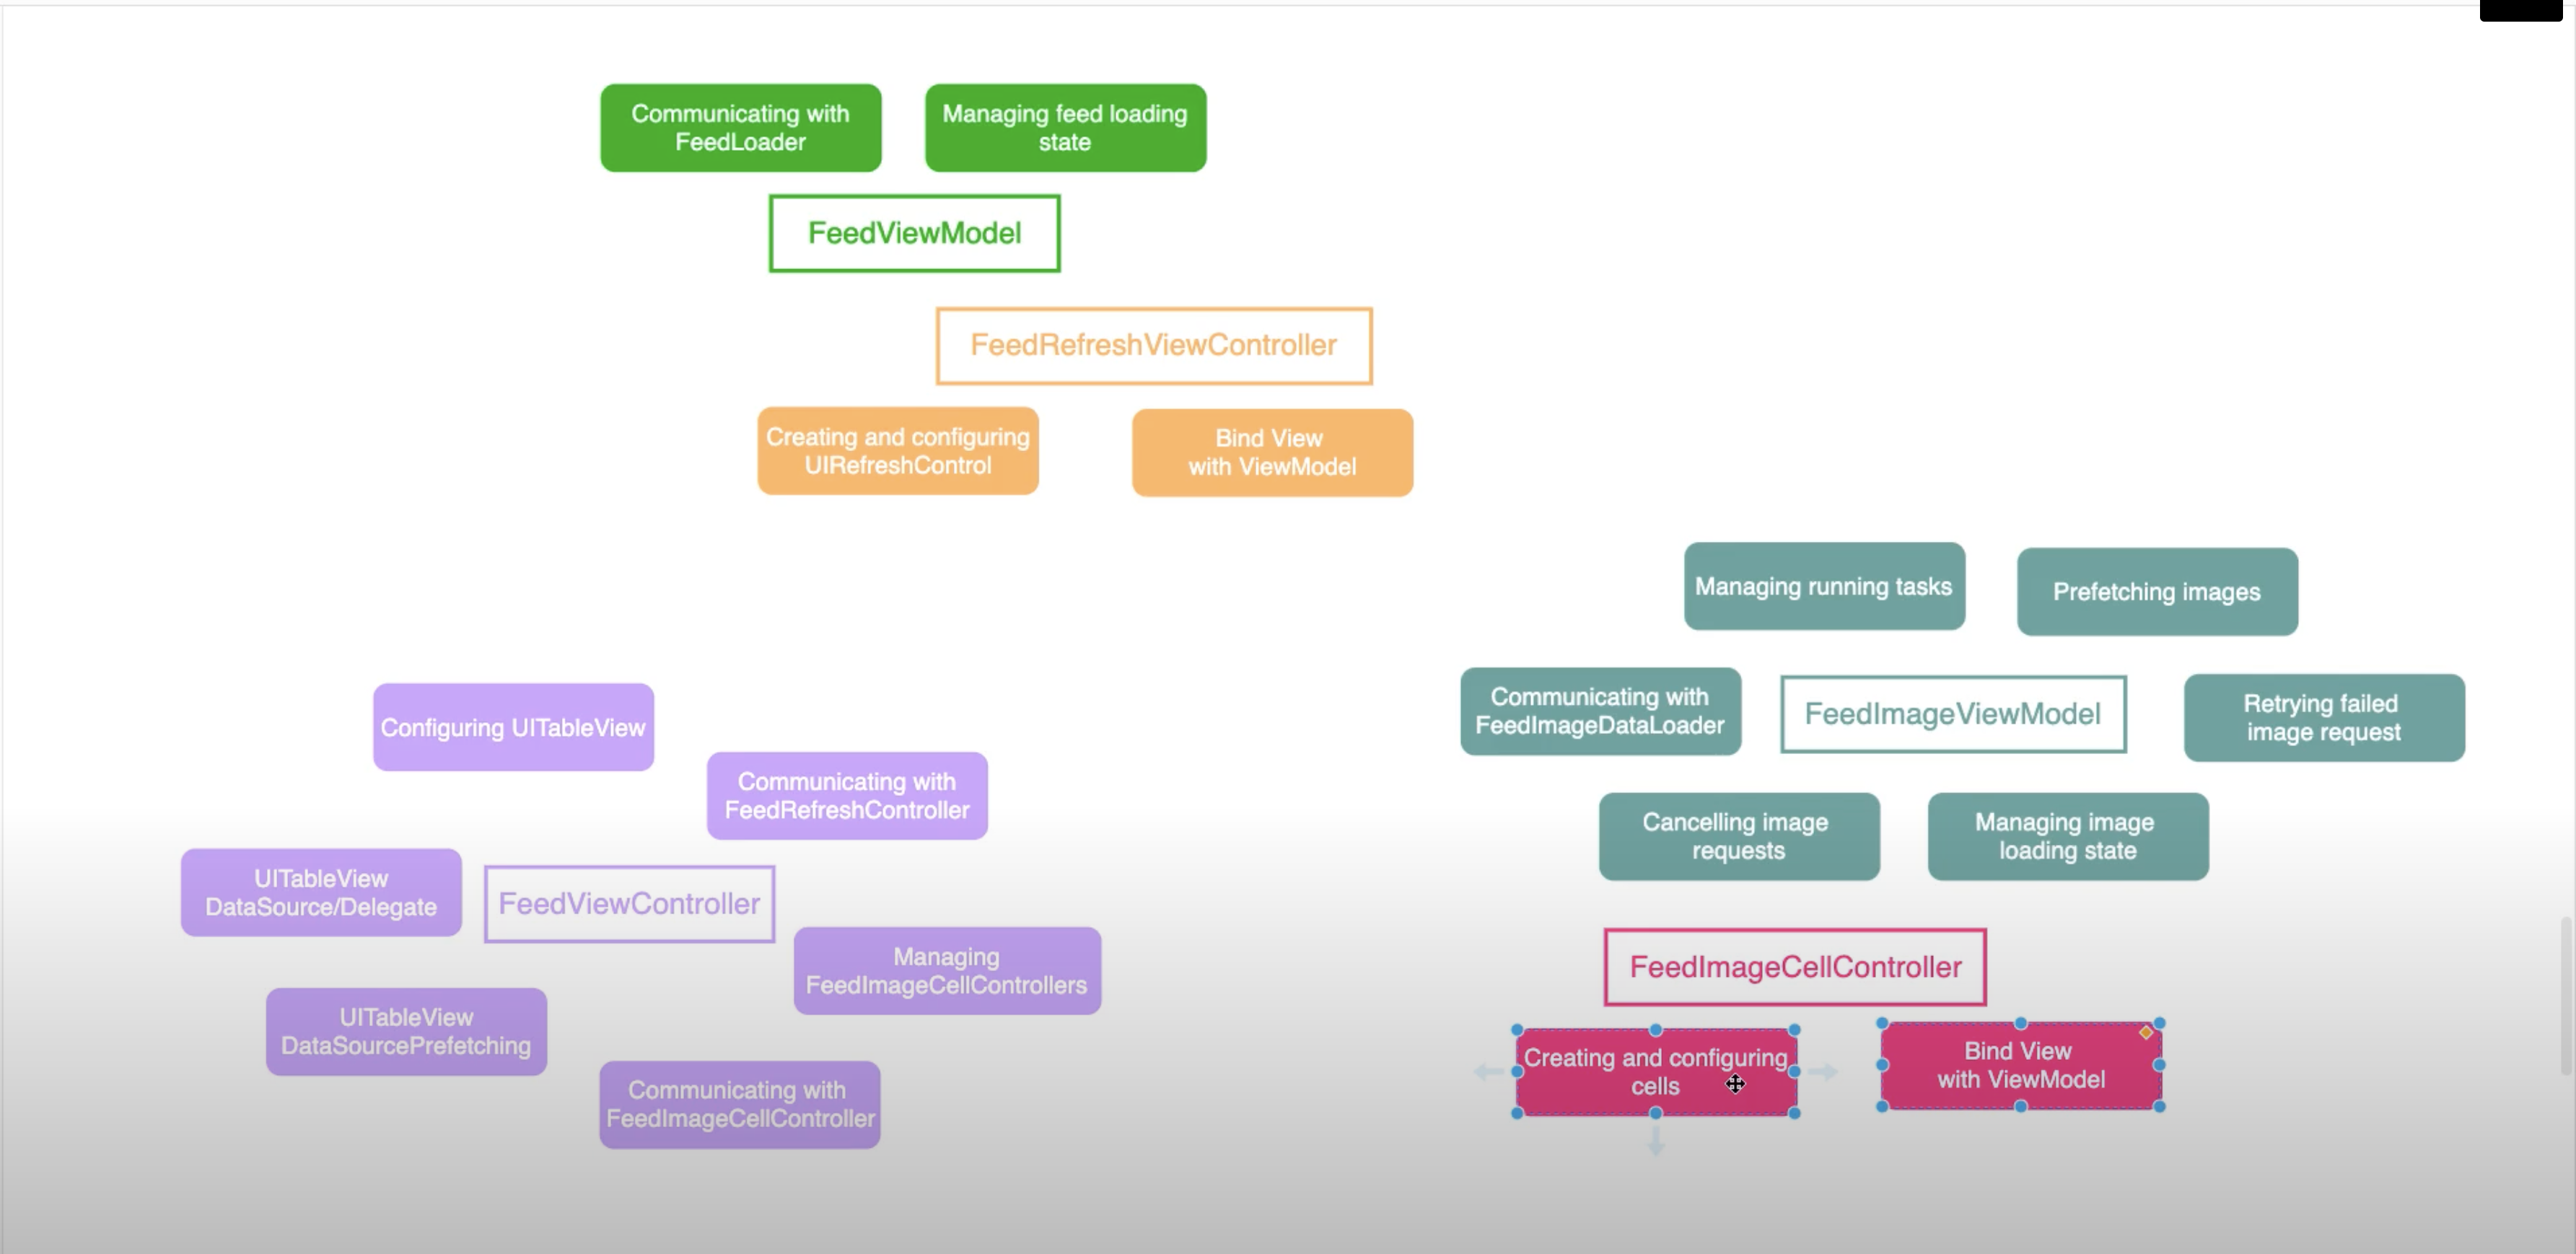 Communicating with
FeedLoader
Managing feed loading
state
FeedViewModel
FeedRefreshViewController
Creating and configuring
UIRefreshControl
Bind View
with ViewModel
Managing running tasks
Prefetching images
Communicating with
FeedImageDataLoader
FeedImageViewModel
Retrying failed
image request
Cancelling image
requests
Managing image
loading state
Configuring UITableView
Communicating with
FeedRefreshController
UITableView
DataSource/Delegate
FeedViewController
Managing
FeedImageCellControllers
UITableView
DataSourcePrefetching
Communicating with
FeedImageCellController
FeedImageCellController
Creating and configuring
cells
Bind View
with ViewModel